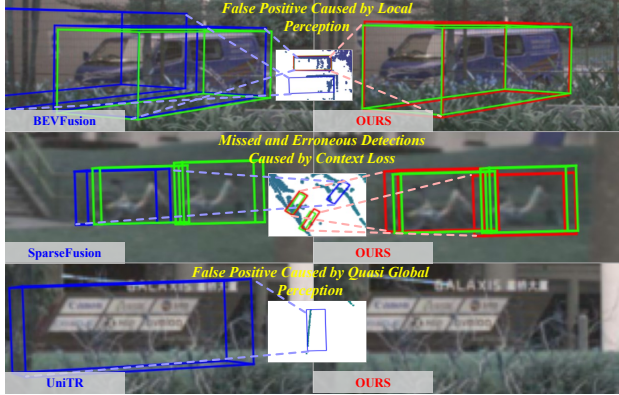 False Positive Caused by Local
Perception
BEVFusion
OURS
Missed and Erroneous Detections
Caused by Context Loss
SparseFusion
OURS
False Positive Caused by Quasi Global
Perception
GALAXIS
UniTR
OURS